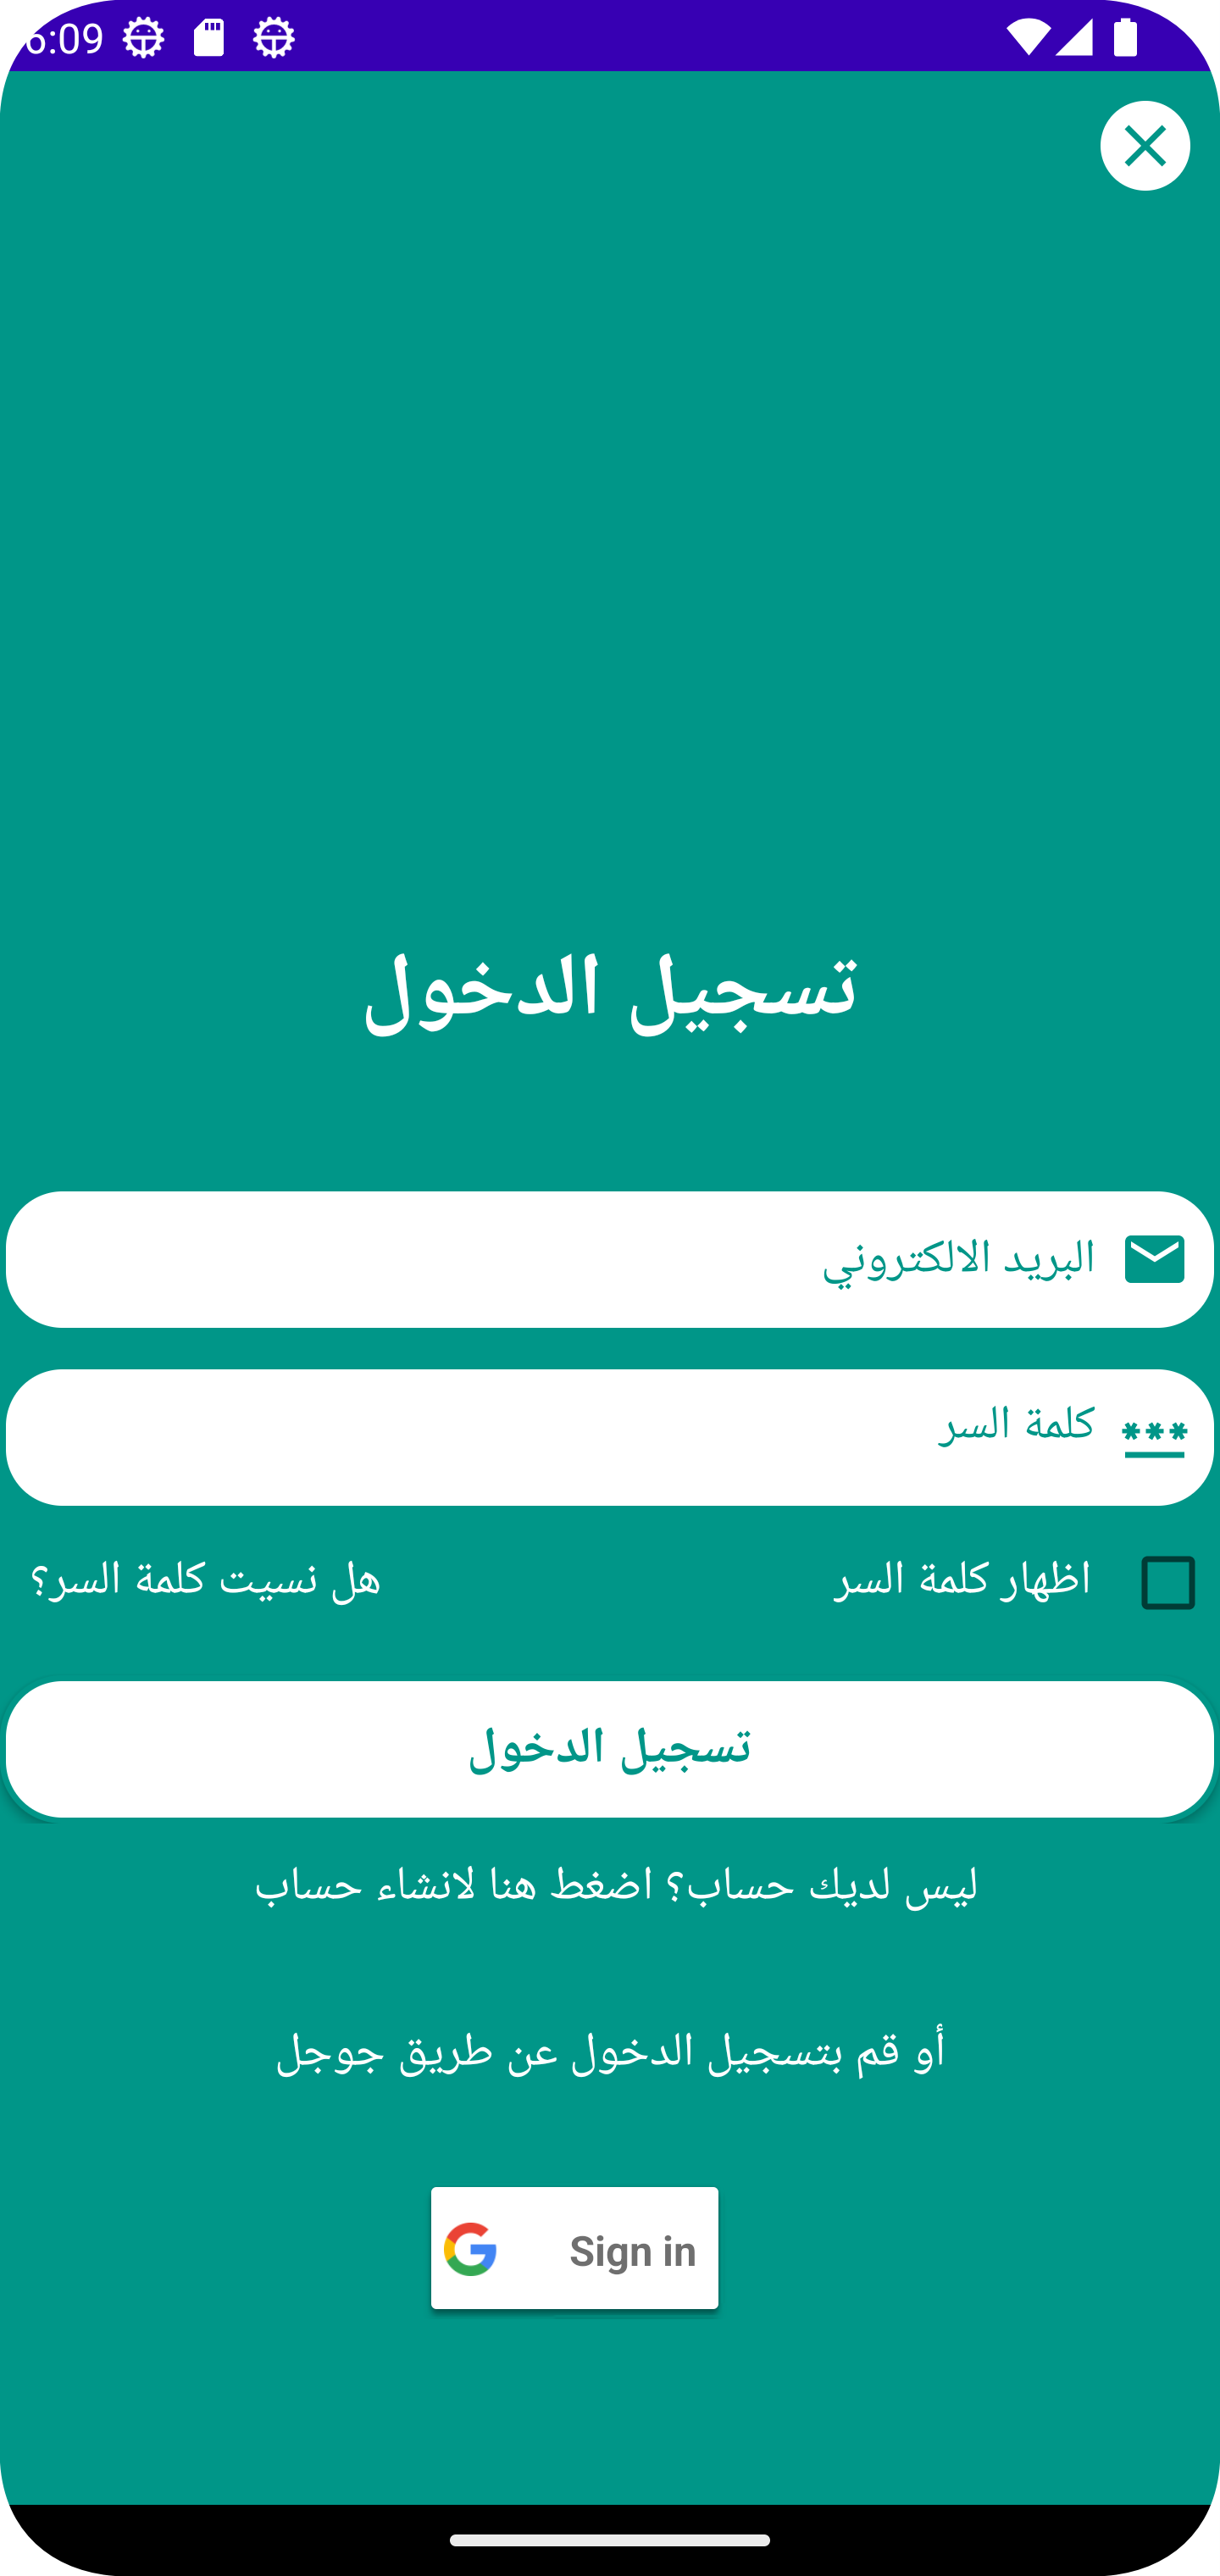 6:09
تسجيل الدخول
البريد الالكتروني
كلمة السر
اظهار كلمة السر
هل نسيت كلمة السر؟
تسجيل الدخول
ليس لديك حساب؟ اضغط هنا لانشاء حساب
أو قم بتسجيل الدخول عن طريق جوجل
Sign in